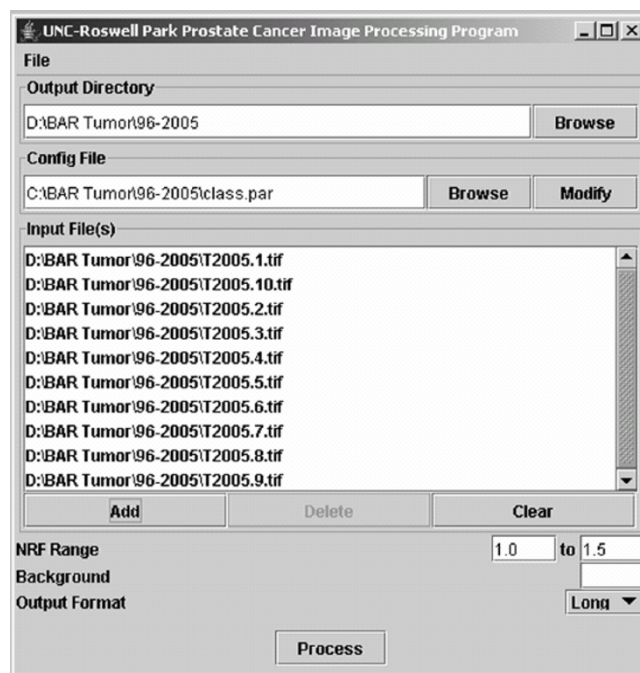 UNC-Roswell Park Prostate Cancer Image Processing Program
File
Output Directory
D:\BAR Tumor\96-2005 Browse
Config File
C:\BAR Tumor\96-2005\class.par Browse Modify
Input File(s)
D:\BAR Tumor\96-2005\T2005.1.tif
D:\BAR Tumor\96-2005\T2005.10.tif
D:\BAR Tumor\96-2005\T2005.2.tif
D:\BAR Tumor\96-2005\T2005.3.tif
D:\BAR Tumor\96-2005\T2005.4.tif
D:\BAR Tumor\96-2005\T2005.5.tif
D:\BAR Tumor\96-2005\T2005.6.tif
D:\BAR Tumor\96-2005\T2005.7.tif
D:\BAR Tumor\96-2005\T2005.8.tif
D:\BAR Tumor\96-2005\T2005.9.tif
Add Delete Clear
NRF Range 1.0 to 1.5
Background
Output Format Long
Process